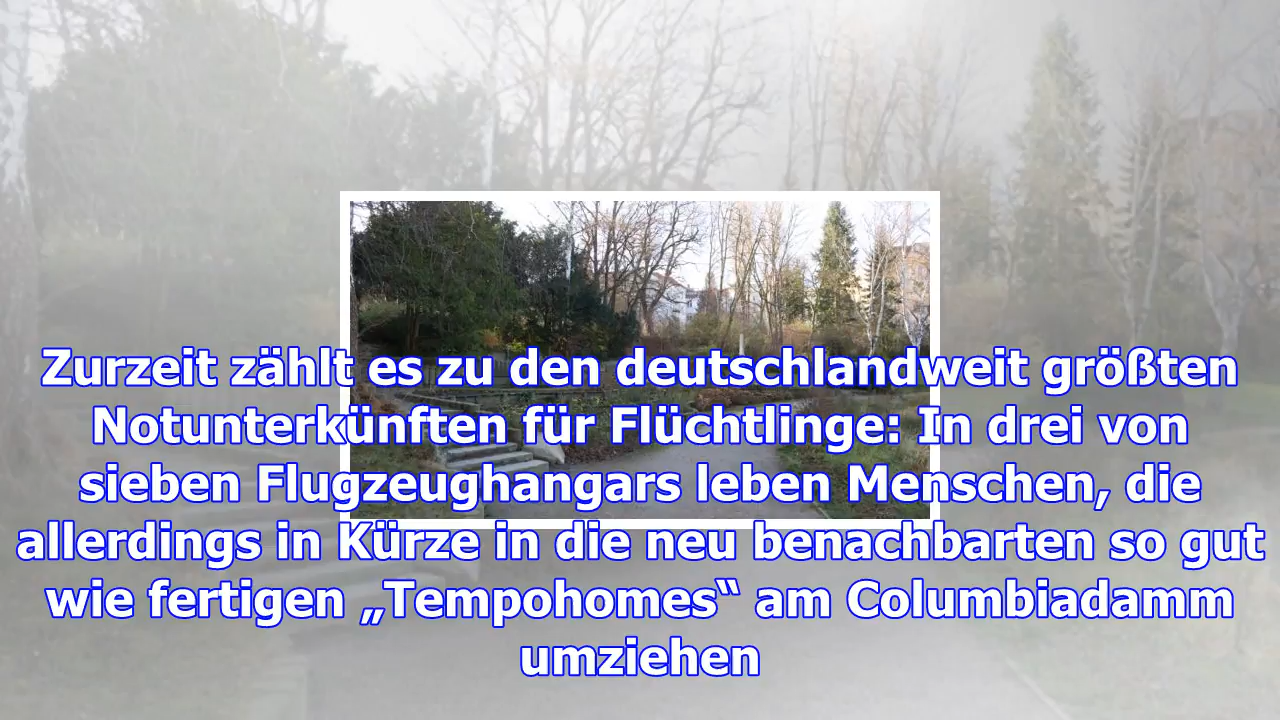 Zurzeit zählt es zu den deutschlandweit größten
Notunterkünften für Flüchtlinge: In drei von
sieben Flugzeughangars leben Menschen, die
allerdings in Kürze in die neu benachbarten so gut
wie fertigen „Tempohomes“ am Columbiadamm
umziehen